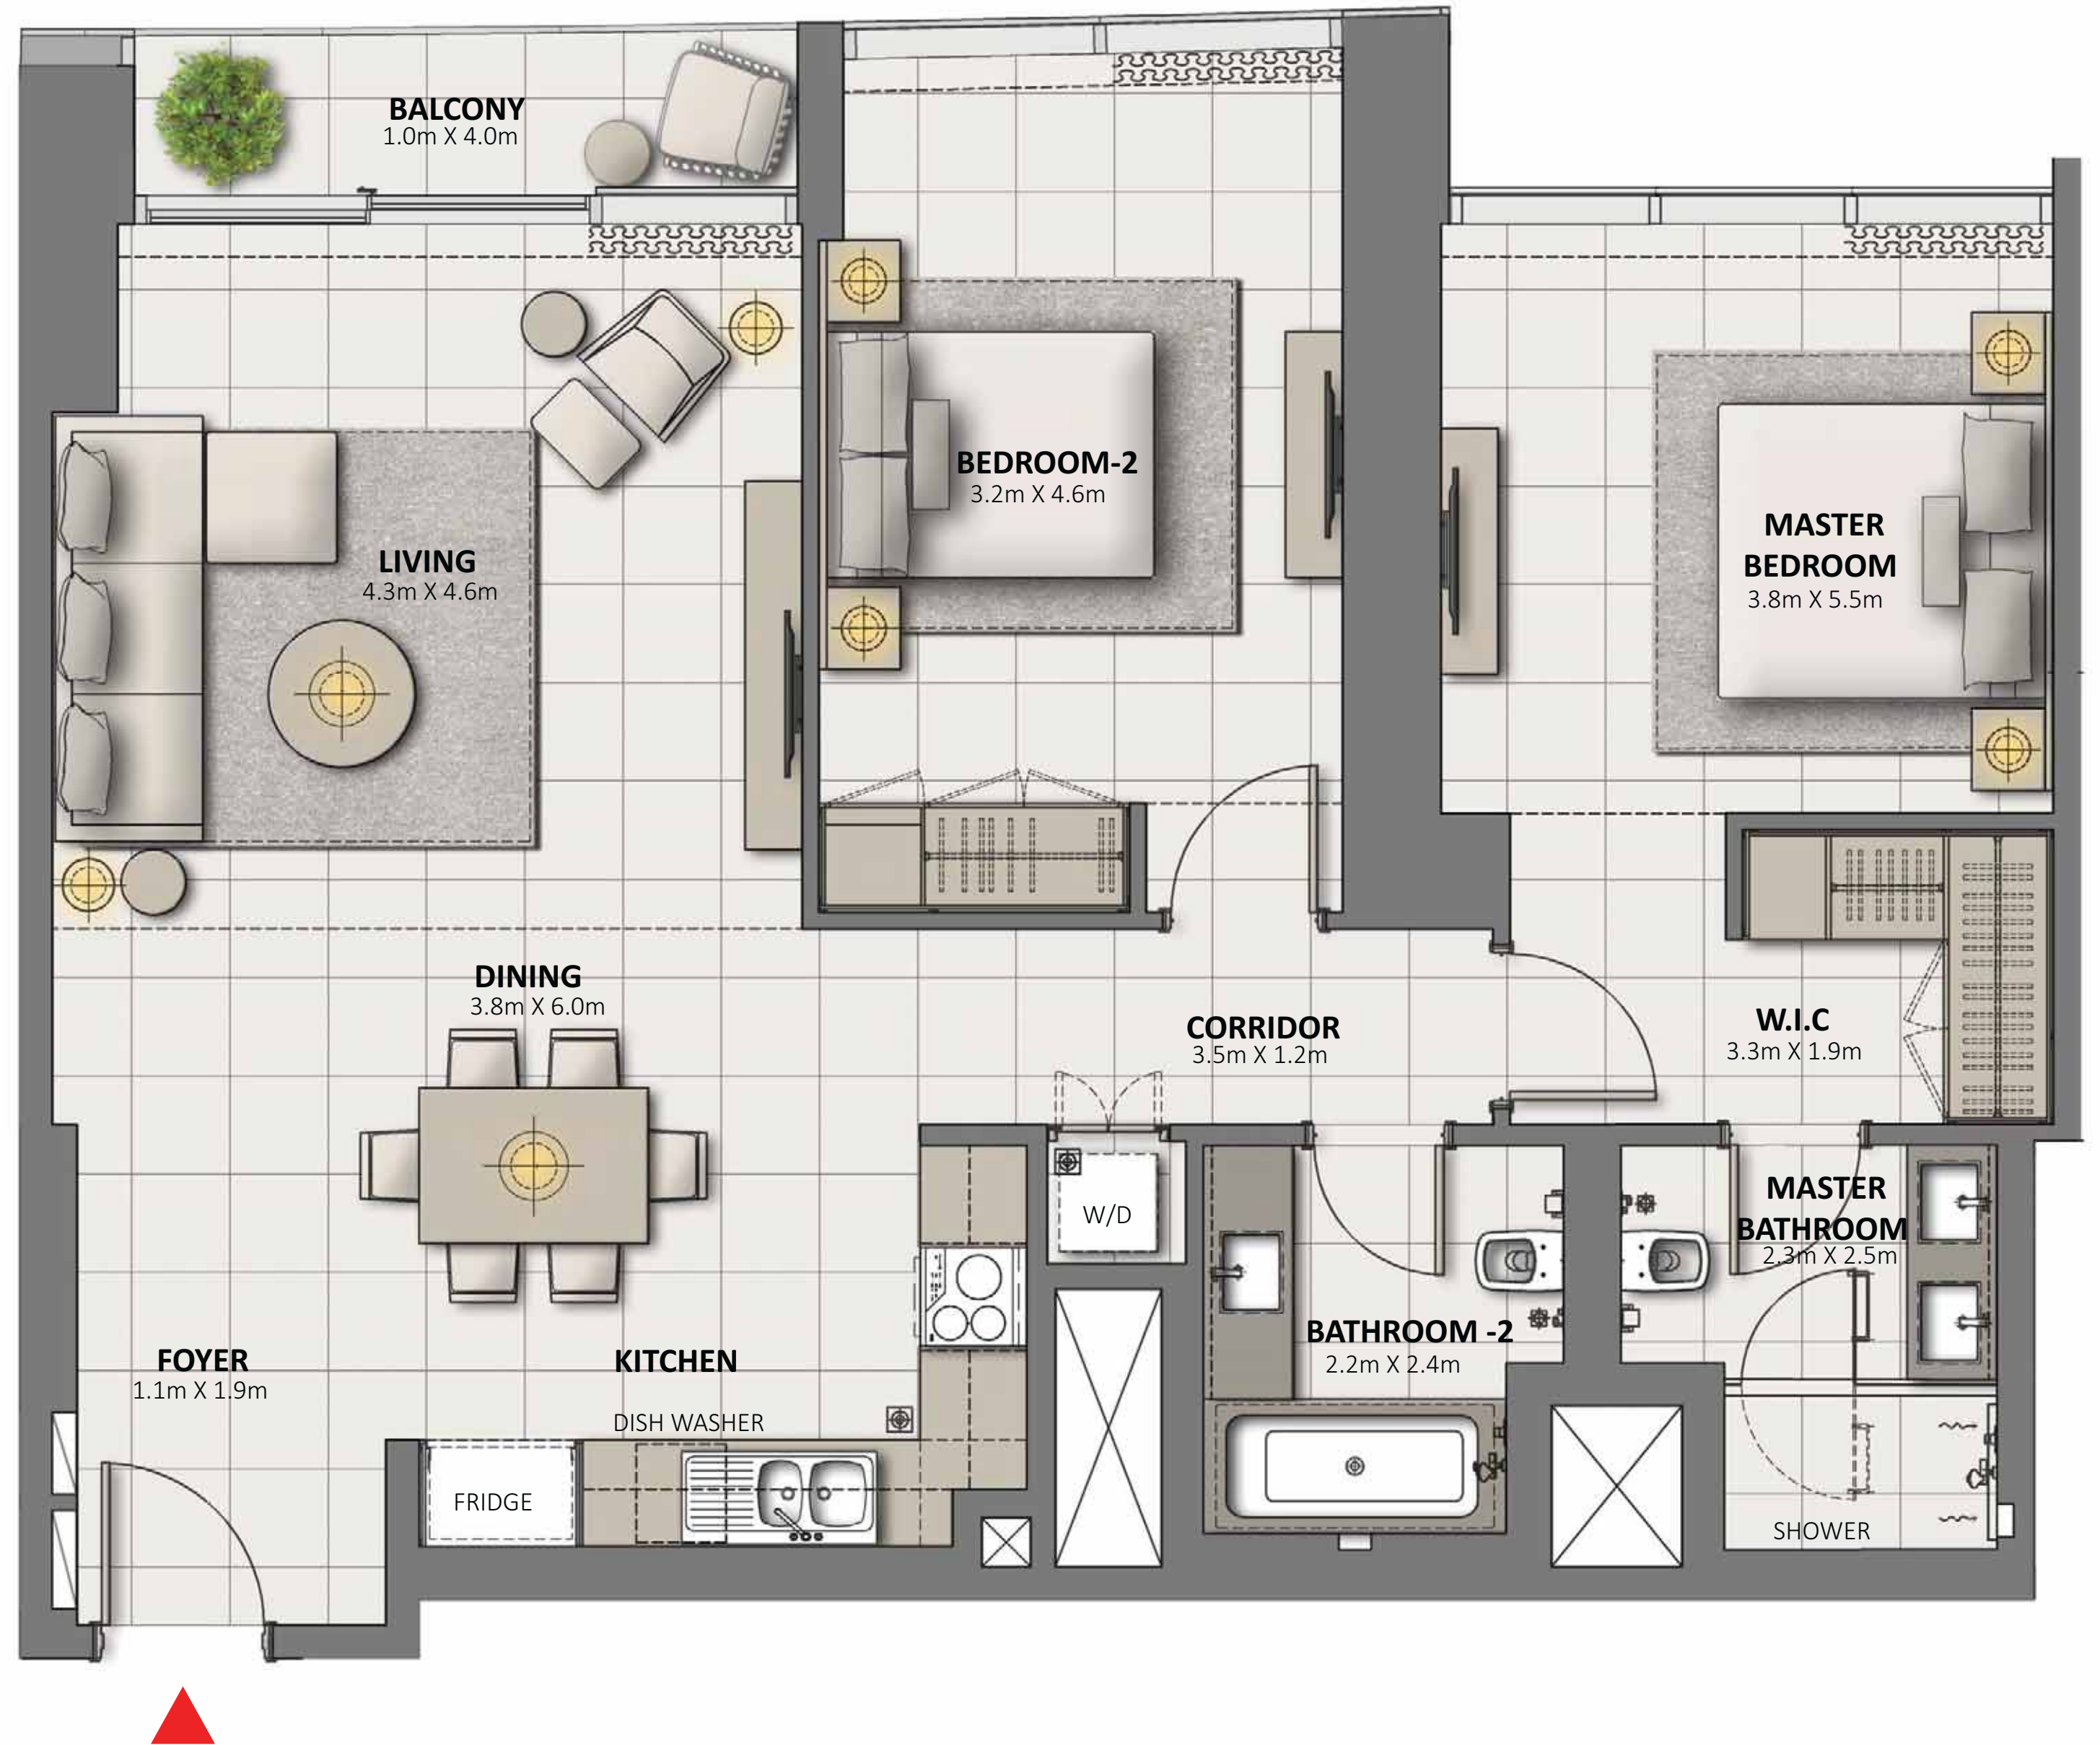 BALCONY
1.0m X 4.0m
BEDROOM-2
3.2m X 4.6m
MASTER
BEDROOM
3.8m X 5.5m
LIVING
4.3m X 4.6m
DINING
3.8m X 6.0m
CORRIDOR
3.5m X 1.2m
W.I.C
3.3m X 1.9m
W/D
MASTER
BATHROOM
2.3m X 2.5m
BATHROOM -2
2.2m X 2.4m
FOYER
1.1m X 1.9m
KITCHEN
DISH WASHER
FRIDGE
SHOWER